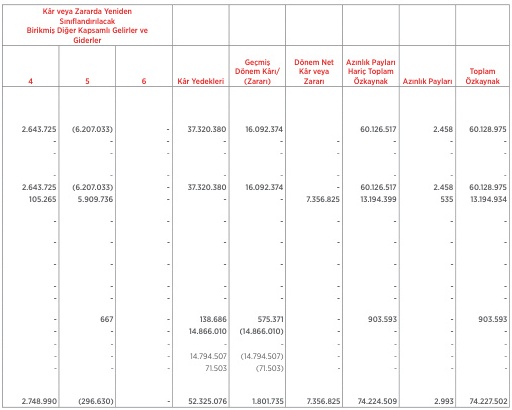 Kâr veya Zararda Yeniden
Sınıflandırılacak
Birikmiş Diğer Kapsamlı Gelirler ve
Giderler
4 5 6 Kâr Yedekleri Geçmiş Dönem Kârı/ (Zararı) Dönem Net Kâr veya Zararı Azınlık Payları Hariç Toplam Özkaynak Azınlık Payları Toplam Özkaynak
2.643.725 (6.207.033) - 37.320.380 16.092.374 60.126.517 2.458 60.128.975
- - - - - - - - -
- - - - - - - - -
2.643.725 (6.207.033) - 37.320.380 16.092.374 - 60.126.517 2.458 60.128.975
105.265 5.909.736 - - - 7.356.825 13.194.399 535 13.194.934
- - - - - - - - -
- - - - - - - - -
- - - - - - - - -
- - - - - - - - -
- - - - - - - - -
- - - - - - - - -
- 667 - 138.686 575.371 - 903.593 - 903.593
- - - 14.866.010 (14.866.010) - - - -
- - - - - - - - -
- - - 14.794.507 (14.794.507) - - - -
- - - 71.503 (71.503) - - - -
2.748.990 (296.630) - 52.325.076 1.801.735 7.356.825 74.224.509 2.993 74.227.502